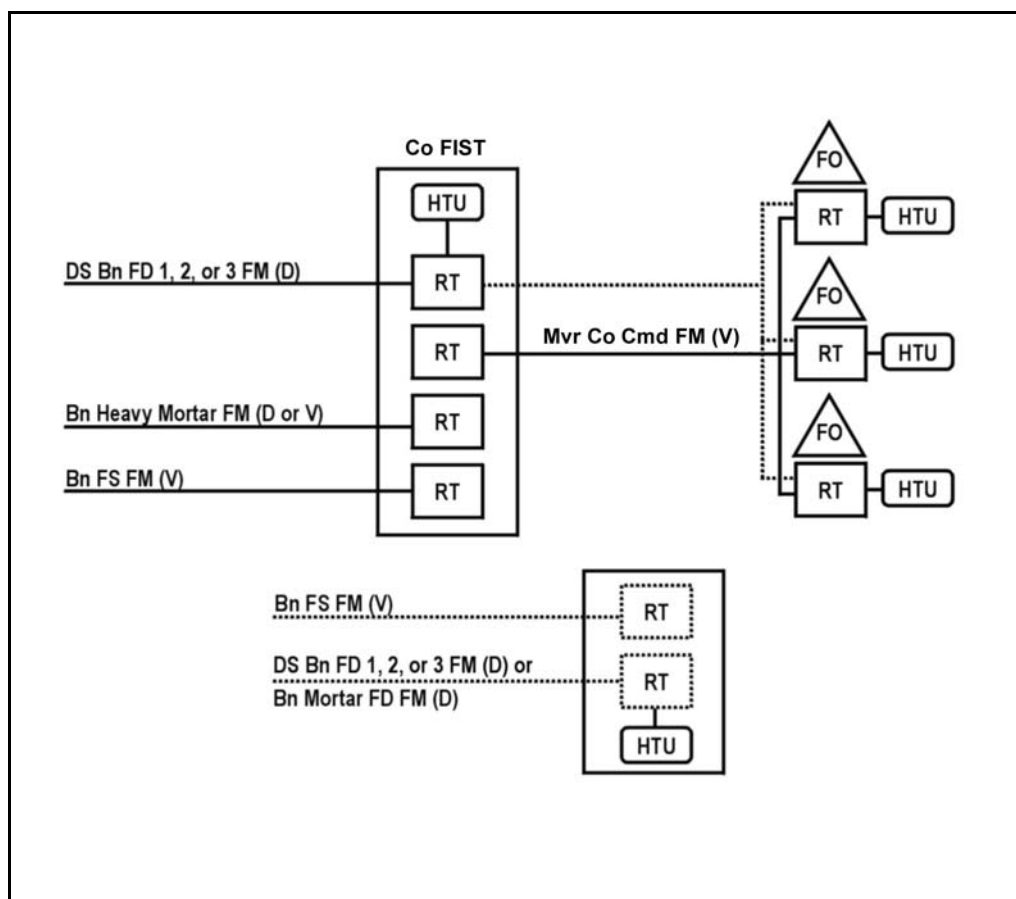 Co FIST
HTU
DS Bn FD 1, 2, or 3 FM (D)
RT
RT
Mvr Co Cmd FM (V)
Bn Heavy Mortar FM (D or V)
RT
Bn FS FM (V)
RT
FO
RT
HTU
FO
RT
HTU
FO
RT
HTU
Bn FS FM (V)
RT
DS Bn FD 1, 2, or 3 FM (D) or
Bn Mortar FD FM (D)
RT
HTU